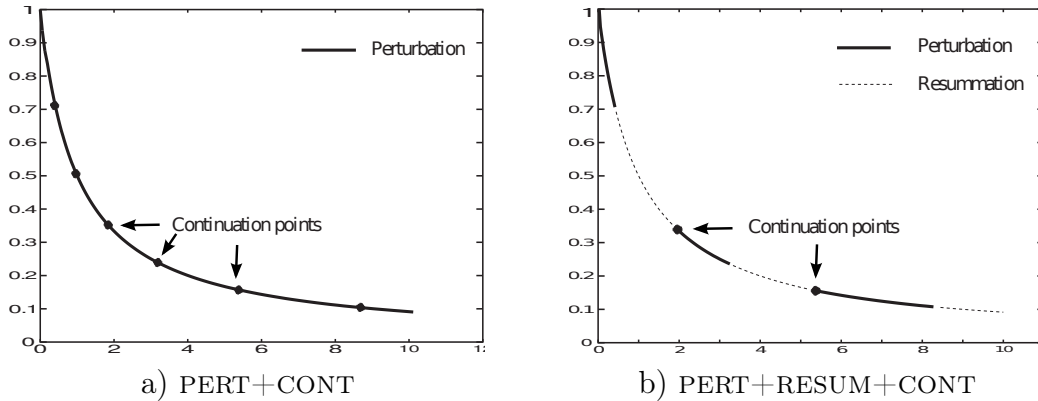 1
0.9
0.8
0.7
0.6
0.5
0.4
0.3
0.2
0.1
0
0 2 4 6 8 10 12
Perturbation
Continuation points
a) PERT+CONT
1
0.9
0.8
0.7
0.6
0.5
0.4
0.3
0.2
0.1
0
0 2 4 6 8 10
Perturbation
Resummation
Continuation points
b) PERT+RESUM+CONT